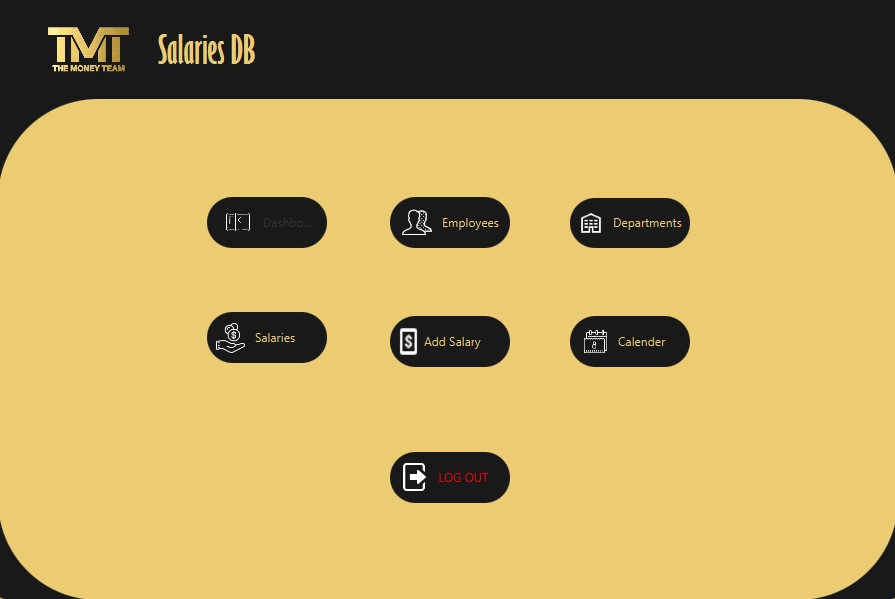 TMT
THE MONEY TEAM
Salaries DB
Dashbo...
Employees
Departments
Salaries
Add Salary
Calender
LOG OUT